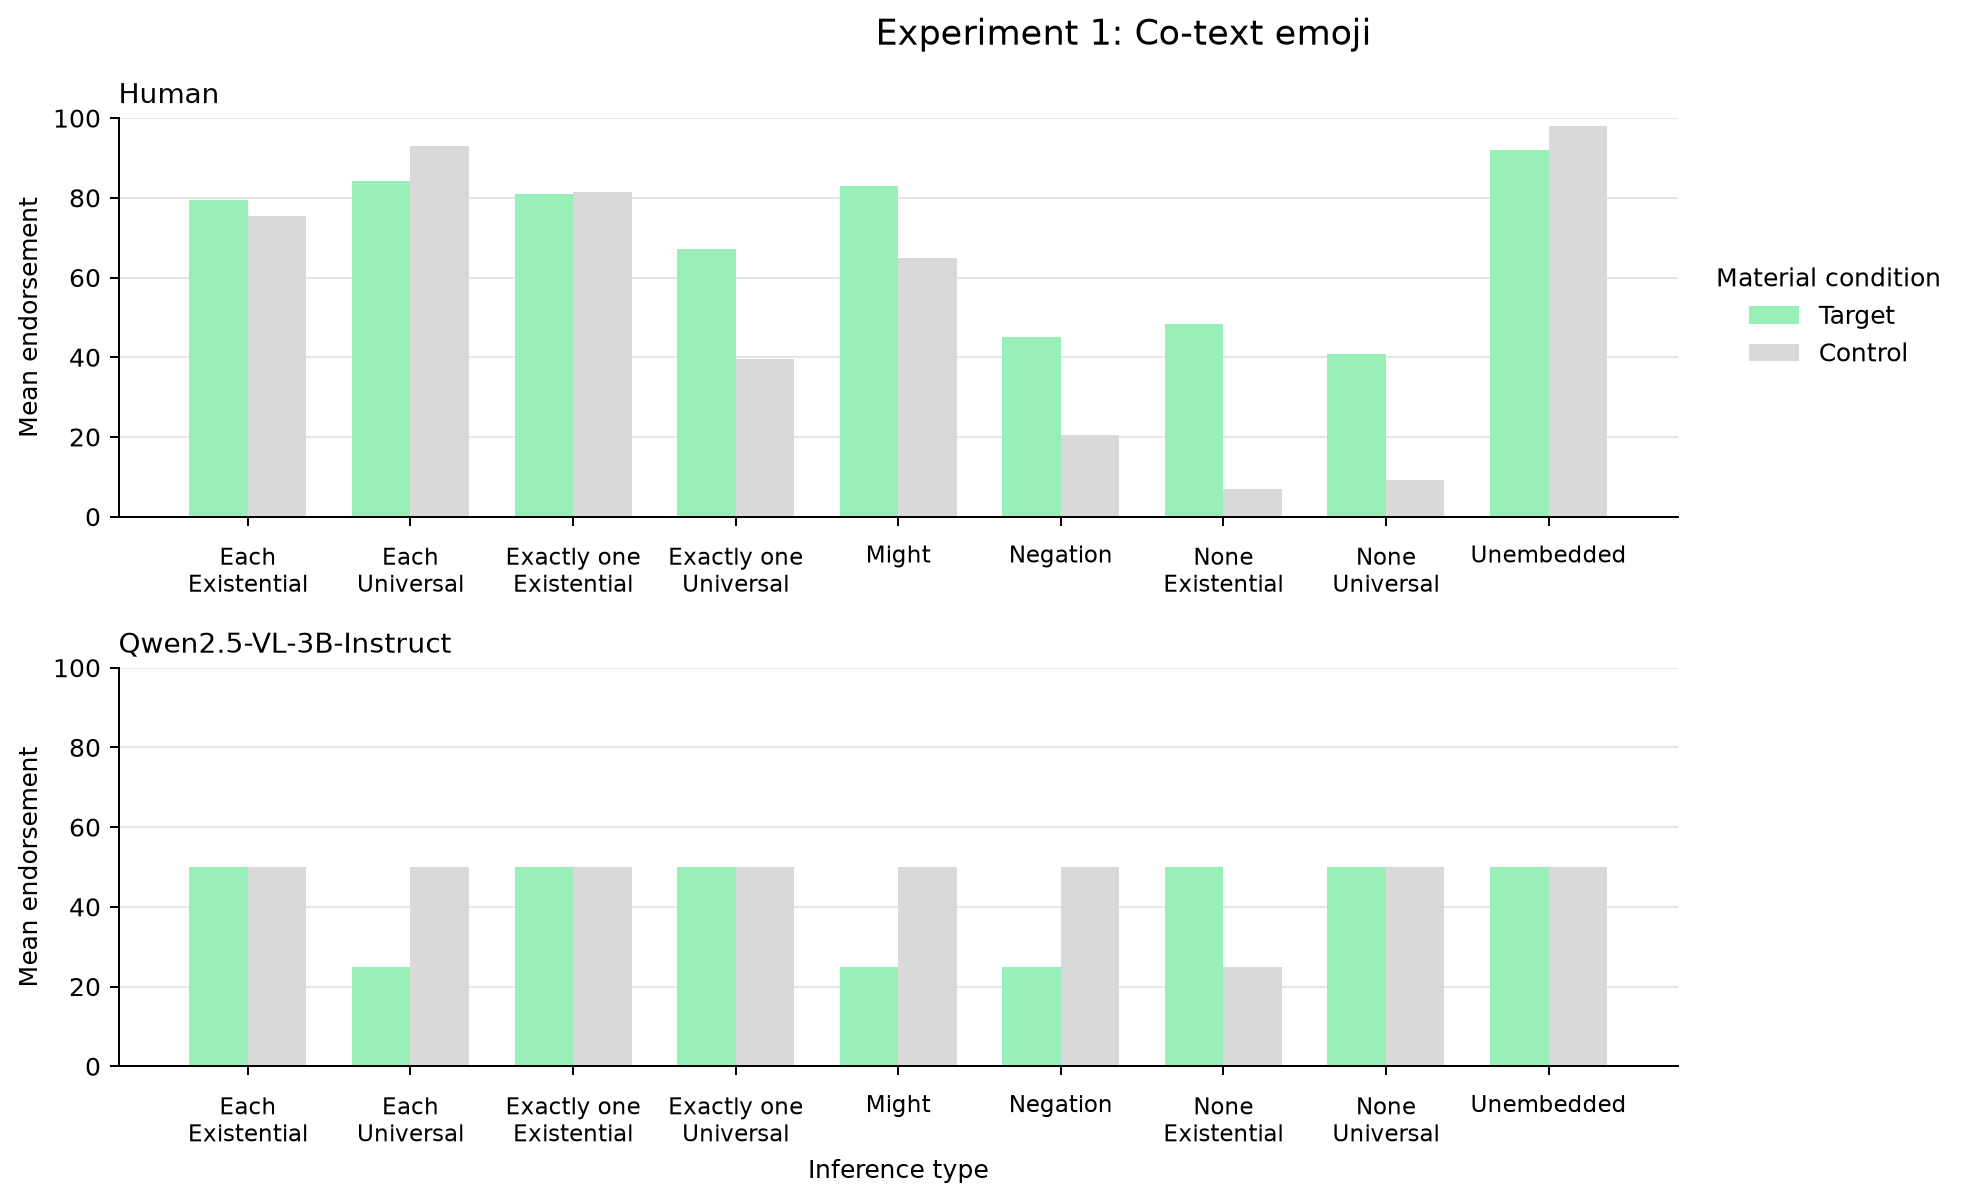 Experiment 1: Co-text emoji
Human
Mean endorsement
100
80
60
40
20
0
Each Existential
Each Universal
Exactly one Existential
Exactly one Universal
Might
Negation
None Existential
None Universal
Unembedded
Material condition
Target
Control
Qwen2.5-VL-3B-Instruct
Mean endorsement
100
80
60
40
20
0
Each Existential
Each Universal
Exactly one Existential
Exactly one Universal
Might
Negation
None Existential
None Universal
Unembedded
Inference type